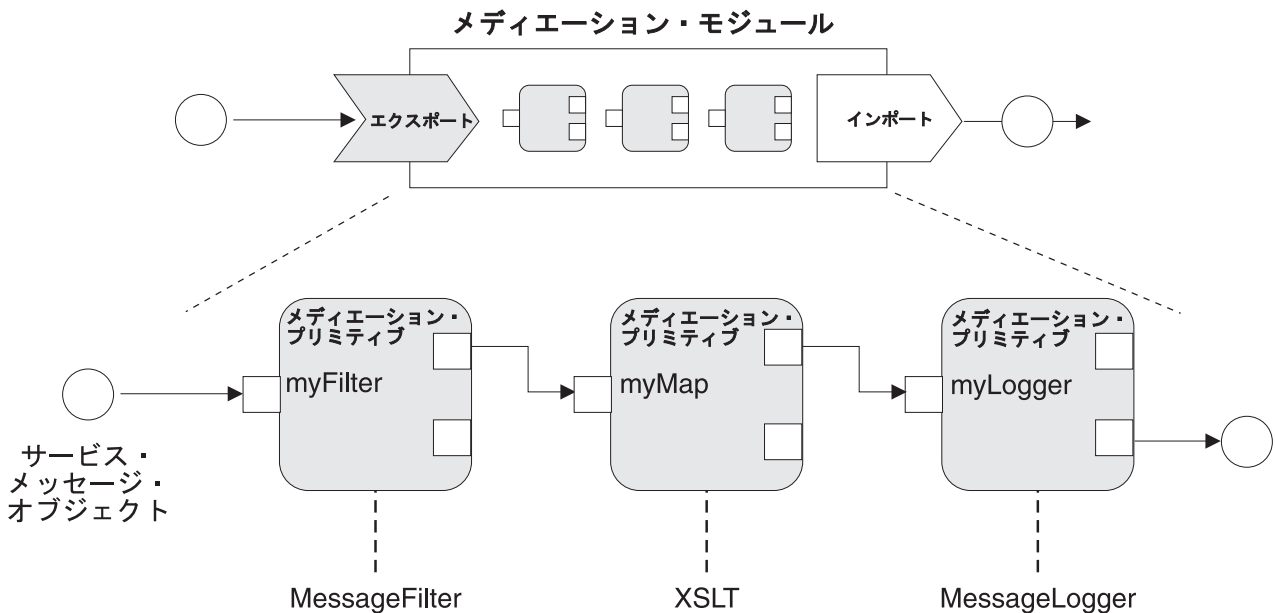 メディエーション・モジュール
エクスポート
インポート
メディエーション・
プリミティブ
myFilter
メディエーション・
プリミティブ
myMap
メディエーション・
プリミティブ
myLogger
サービス・
メッセージ・
オブジェクト
MessageFilter
XSLT
MessageLogger